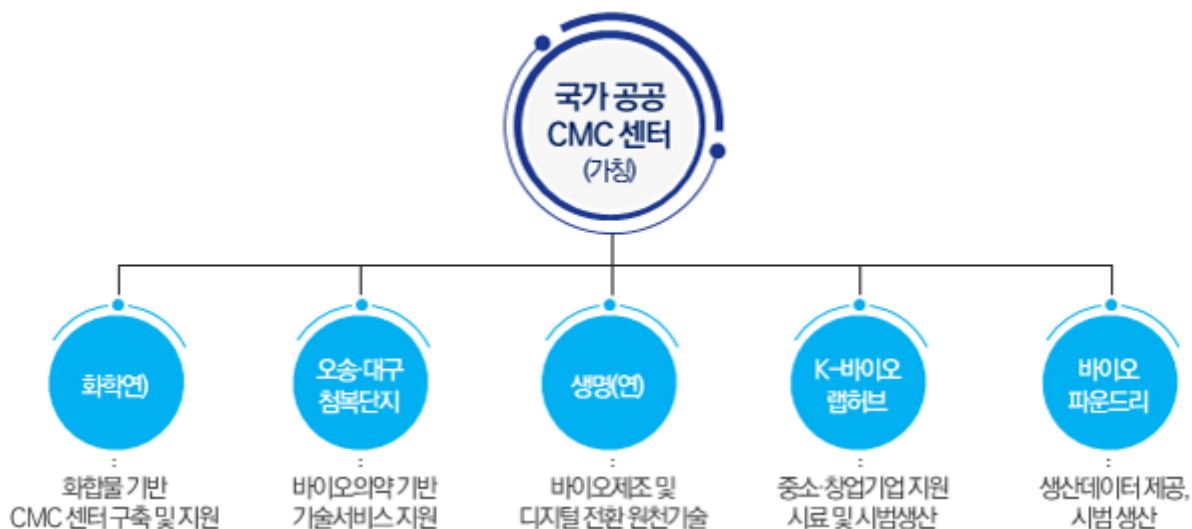 국가 공공
CMC 센터
(가칭)
화학연)
오송·대구
첨복단지
생명(연)
K-바이오
랩허브
바이오
파운드리
화합물 기반
CMC 센터 구축 및 지원
바이오의약 기반
기술서비스 지원
바이오제조 및
디지털 전환 원천기술
중소·창업기업 지원
시료 및 시범생산
생산데이터 제공,
시범 생산